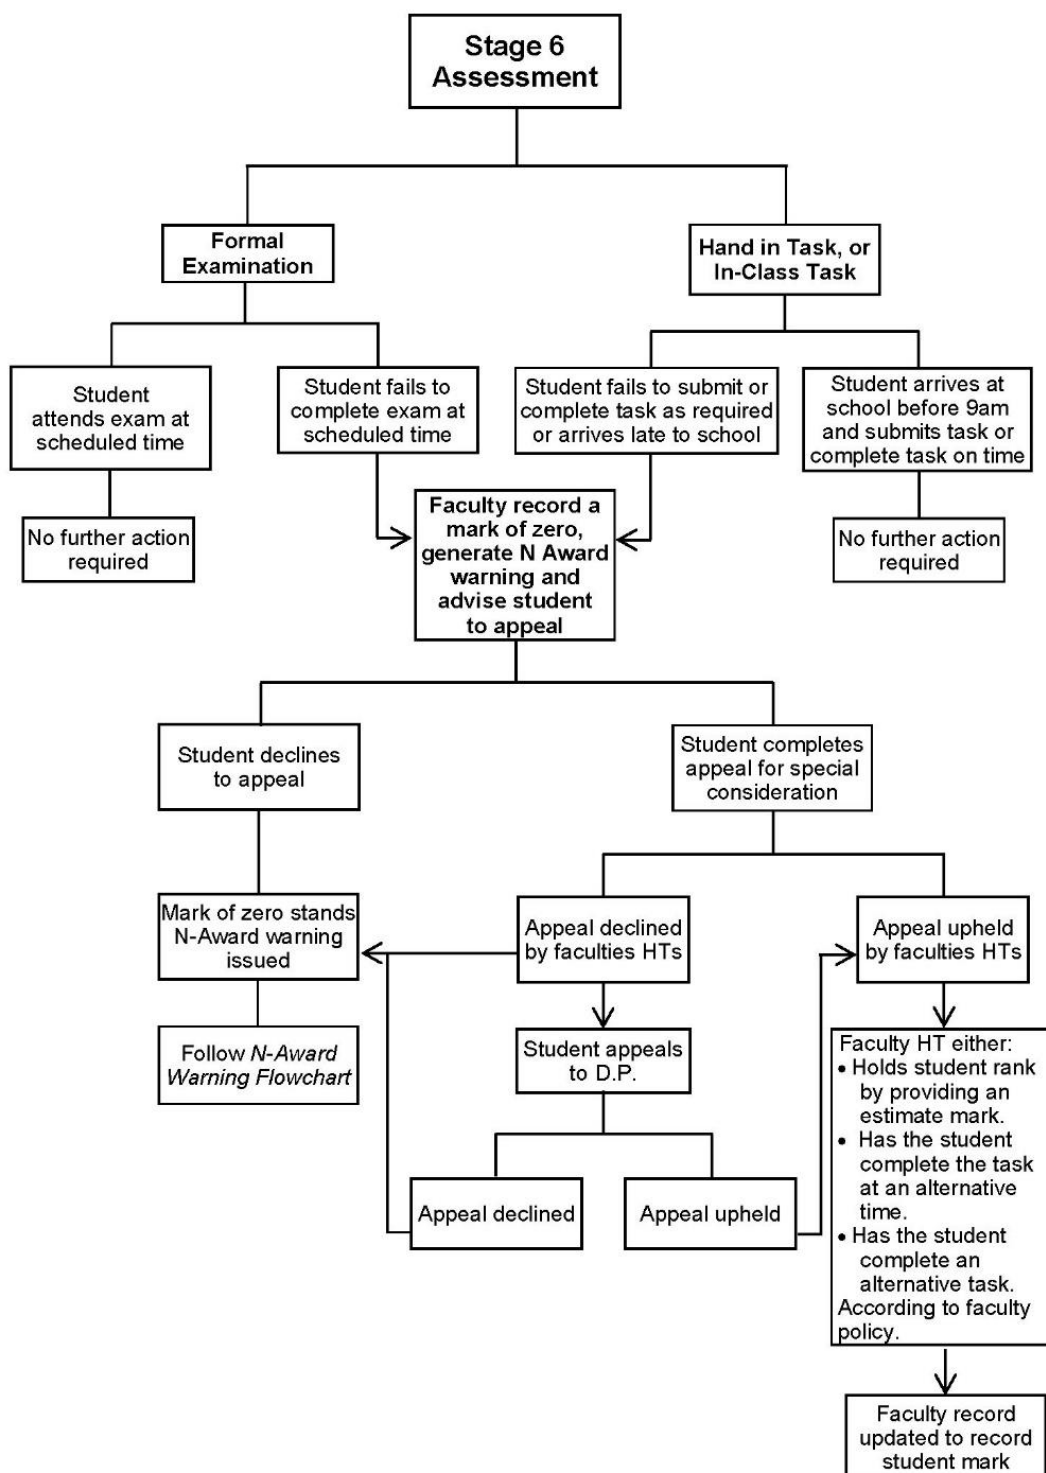 Stage 6
Assessment
Formal
Examination
Hand in Task, or
In-Class Task
Student
attends exam at
scheduled time
Student fails to
complete exam at
scheduled time
Student fails to submit or
complete task as required
or arrives late to school
Student arrives at
school before 9am
and submits task or
complete task on time
No further action
required
Faculty record a
mark of zero,
generate N Award
warning and
advise student
to appeal
No further action
required
Student declines
to appeal
Student completes
appeal for special
consideration
Mark of zero stands
N-Award warning
issued
Appeal declined
by faculties HTs
Appeal upheld
by faculties HTs
Follow N-Award
Warning Flowchart
Student appeals
to D.P.
Faculty HT either:
• Holds student rank
by providing an
estimate mark.
• Has the student
complete the task
at an alternative
time.
• Has the student
complete an
alternative task.
According to faculty
policy.
Appeal declined
Appeal upheld
Faculty record
updated to record
student mark